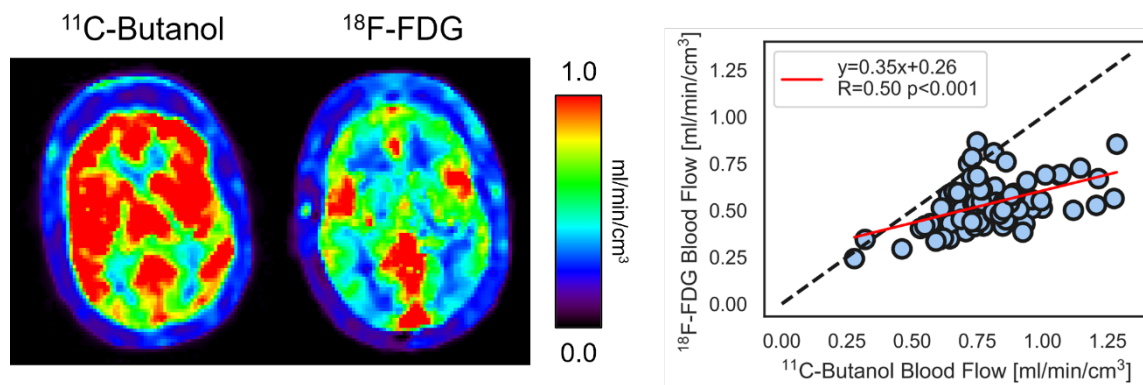 ¹¹C-Butanol
¹⁸F-FDG
1.0
ml/min/cm³
0.0
¹⁸F-FDG Blood Flow [ml/min/cm³]
1.25
1.00
0.75
0.50
0.25
0.00
y=0.35x+0.26
R=0.50 p<0.001
0.00 0.25 0.50 0.75 1.00 1.25
¹¹C-Butanol Blood Flow [ml/min/cm³]